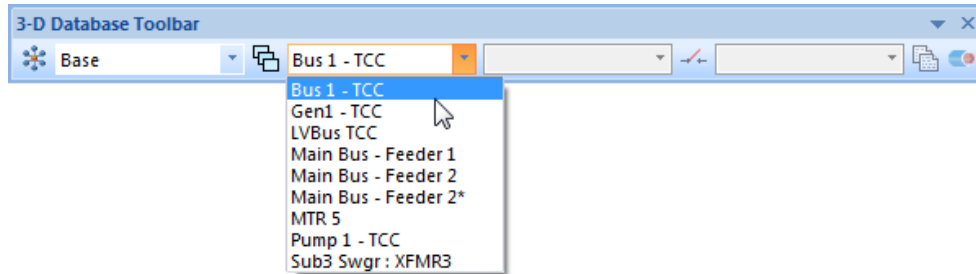 3-D Database Toolbar
Base
Bus 1 - TCC
Bus 1 - TCC
Gen1 - TCC
LVBus TCC
Main Bus - Feeder 1
Main Bus - Feeder 2
Main Bus - Feeder 2*
MTR 5
Pump 1 - TCC
Sub3 Swgr : XFMR3